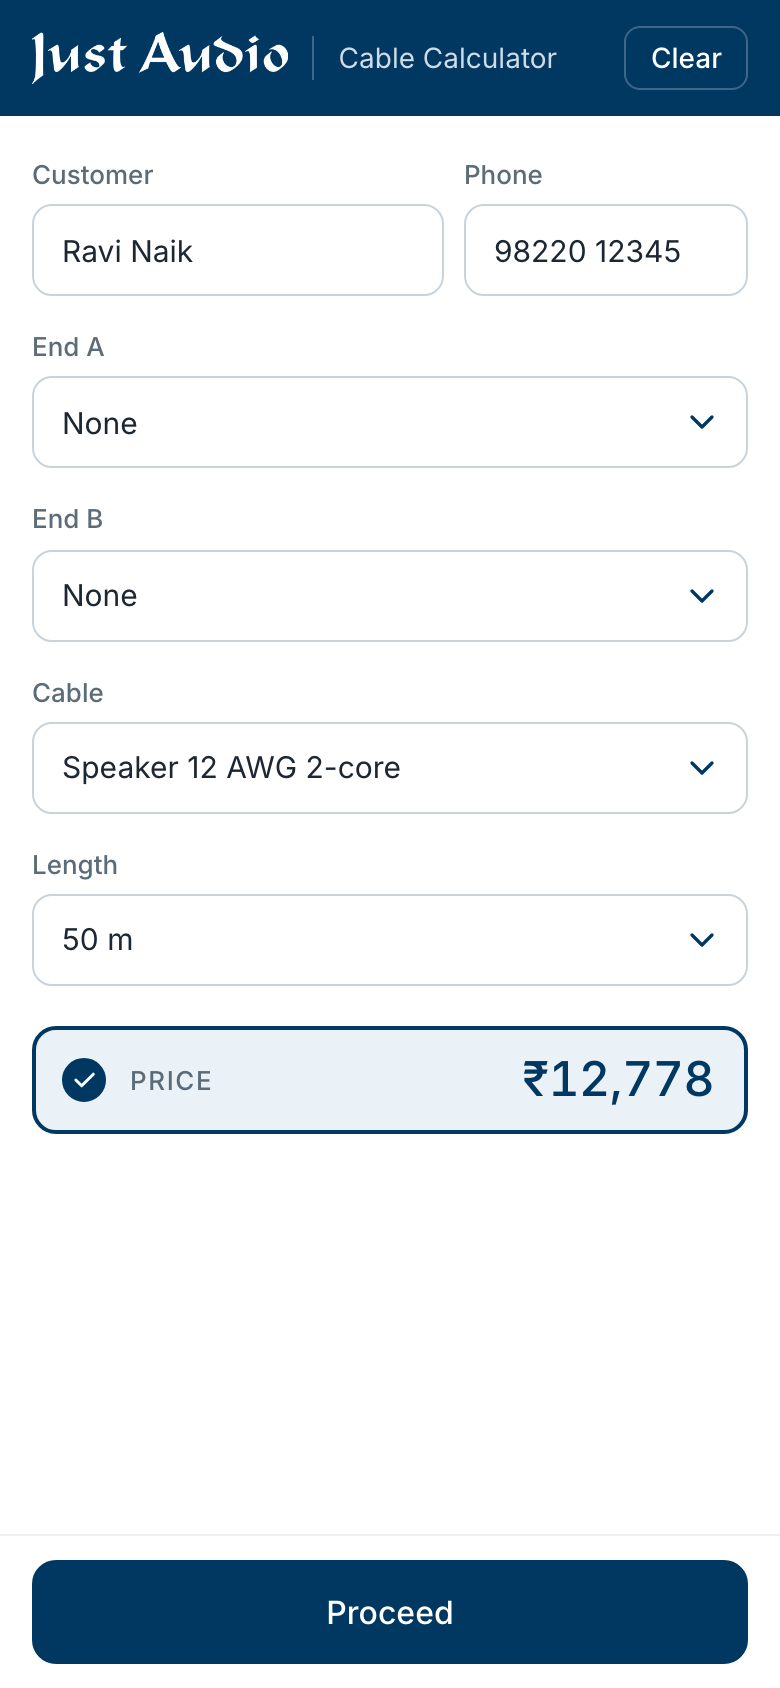 Just Audio
Cable Calculator
Clear
Customer
Phone
Ravi Naik
98220 12345
End A
None
End B
None
Cable
Speaker 12 AWG 2-core
Length
50 m
PRICE
₹12,778
Proceed